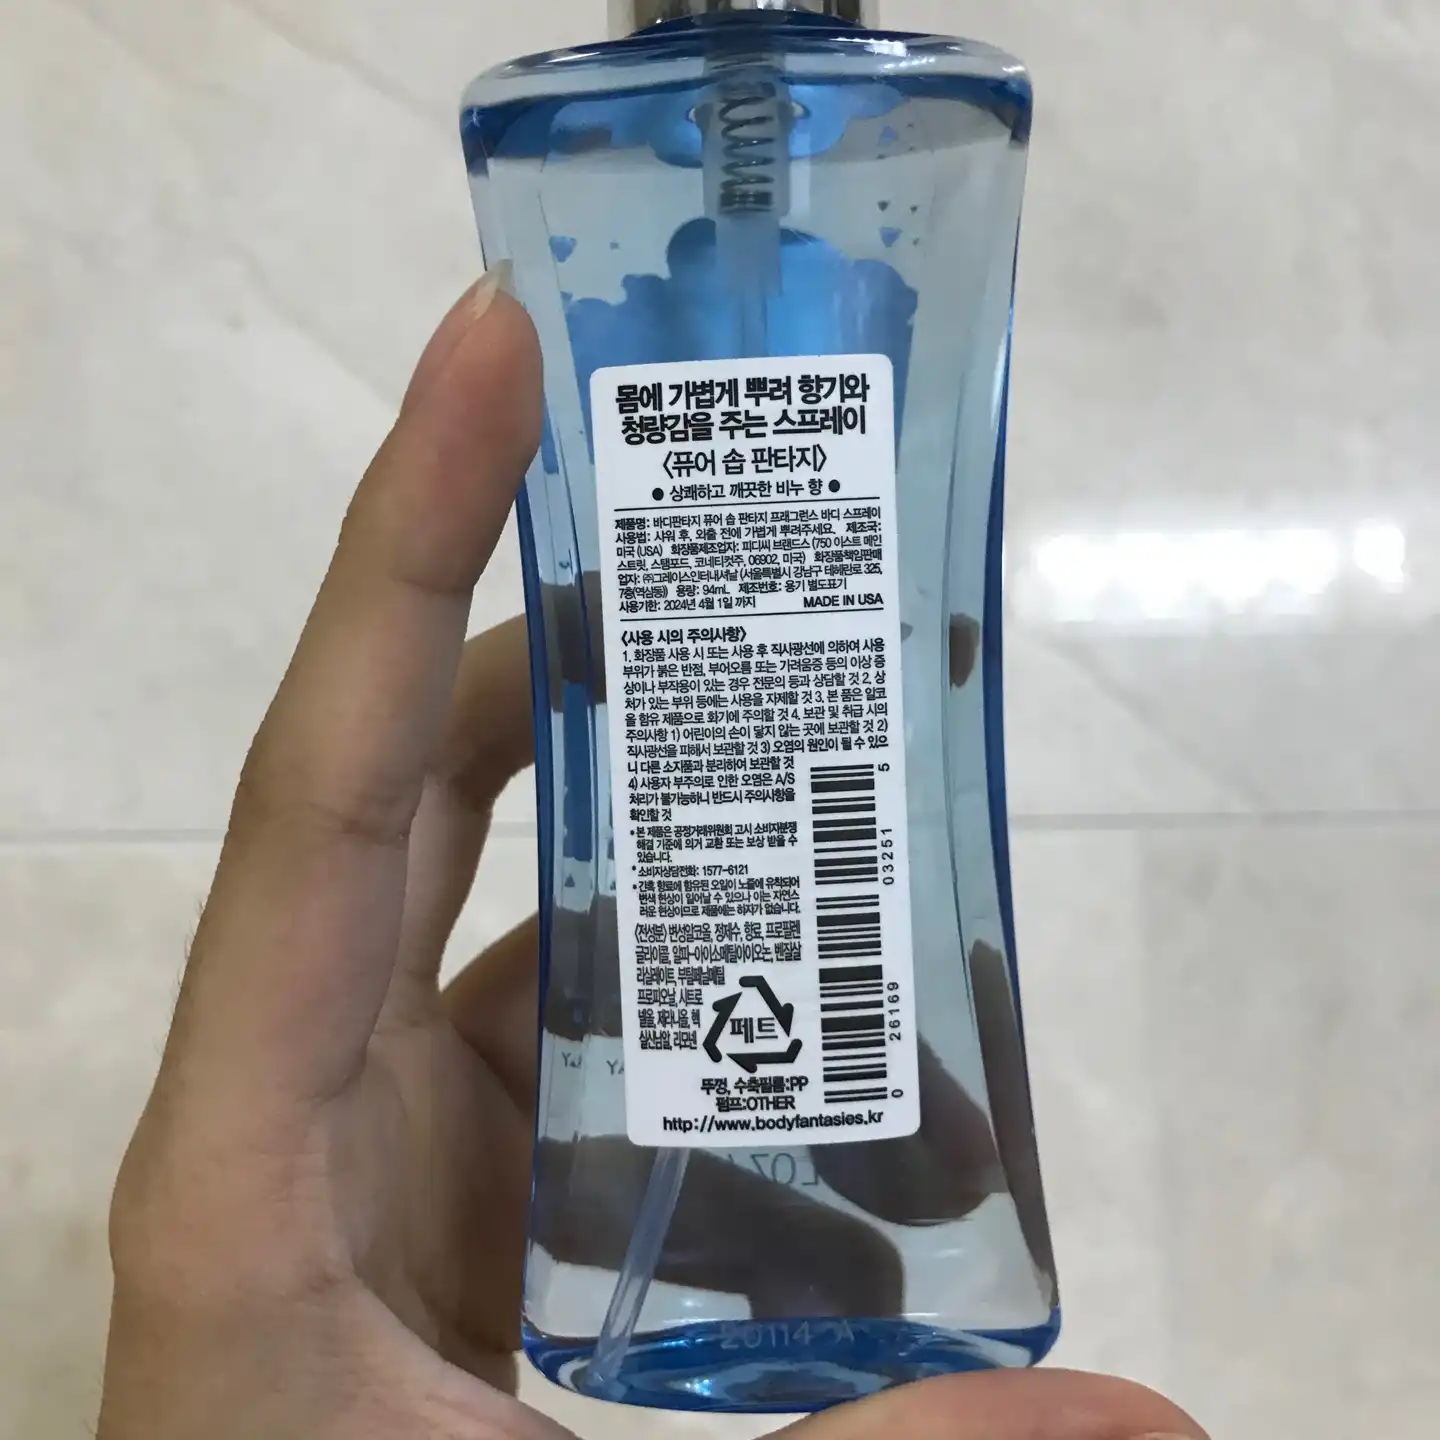 몸에 가볍게 뿌려 향기와
청량감을 주는 스프레이
〈퓨어 솝 판타지〉
● 상쾌하고 깨끗한 비누 향 ●
제품명: 바디판타지 퓨어 솝 판타지 프래그런스 바디 스프레이
사용법: 샤워 후, 외출 전에 가볍게 뿌려주세요. 제조국:
미국 (USA) 화장품제조업자: 피디씨 브랜드스 (750 이스트 메인
스트릿, 스탬포드, 코네티컷주, 06902, 미국) 화장품책임판매
업자: ㈜그레이스인터내셔날 (서울특별시 강남구 테헤란로 325,
7층(역삼동)) 용량: 94mL 제조번호: 용기 별도표기
사용기한: 2024년 4월 1일 까지 MADE IN USA
〈사용 시의 주의사항〉
1. 화장품 사용 시 또는 사용 후 직사광선에 의하여 사용
부위가 붉은 반점, 부어오름 또는 가려움증 등의 이상 증
상이나 부작용이 있는 경우 전문의 등과 상담할 것 2. 상
처가 있는 부위 등에는 사용을 자제할 것 3. 본 품은 알코
올 함유 제품으로 화기에 주의할 것 4. 보관 및 취급 시의
주의사항 1) 어린이의 손이 닿지 않는 곳에 보관할 것 2)
직사광선을 피해서 보관할 것 3) 오염의 원인이 될 수 있으
니 다른 소지품과 분리하여 보관할 것
4) 사용자 부주의로 인한 오염은 A/S
처리가 불가능하니 반드시 주의사항을
확인할 것
* 본 제품은 공정거래위원회 고시 소비자분쟁
해결 기준에 의거 교환 또는 보상 받을 수
있습니다.
* 소비자상담전화: 1577-6121
* 간혹 향료에 함유된 오일이 노즐에 유착되어
변색 현상이 일어날 수 있으나 이는 자연스
러운 현상이므로 제품에는 하자가 없습니다.
〈전성분〉 변성알코올, 정제수, 향료, 프로필렌
글라이콜, 알파-아이소메틸아이오논, 벤질살
리실레이트, 부틸페닐메틸
프로피오날, 시트로
넬올, 제라니올, 헥
실신남알, 리모넨
페트
뚜껑, 수축필름:PP
펌프:OTHER
http://www.bodyfantasies.kr
0 26169 03251 5
20114 A